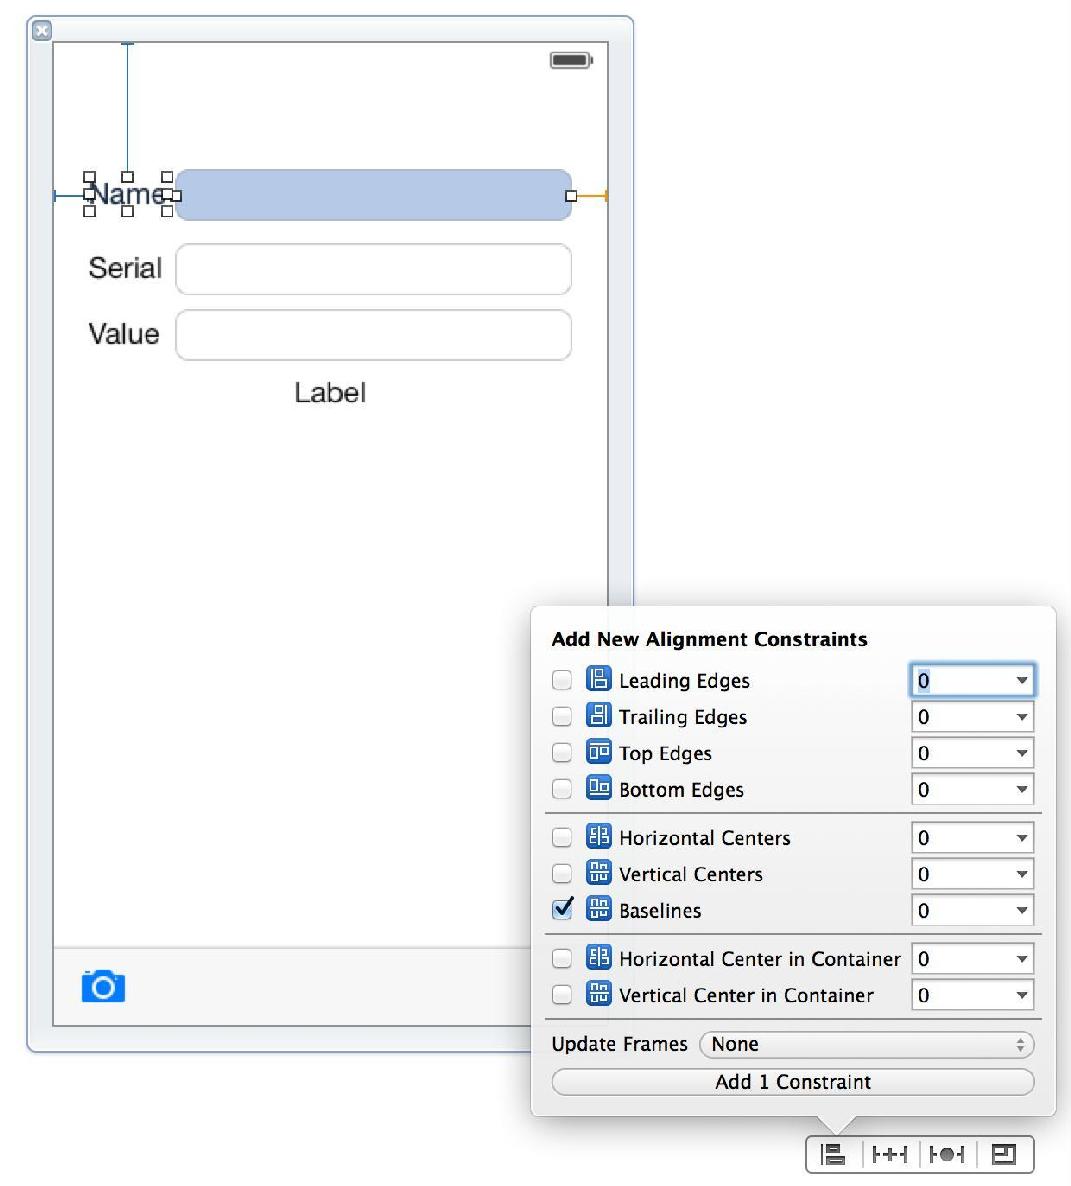 Name
Serial
Value
Label
Add New Alignment Constraints
Leading Edges 0
Trailing Edges 0
Top Edges 0
Bottom Edges 0
Horizontal Centers 0
Vertical Centers 0
Baselines 0
Horizontal Center in Container 0
Vertical Center in Container 0
Update Frames None
Add 1 Constraint